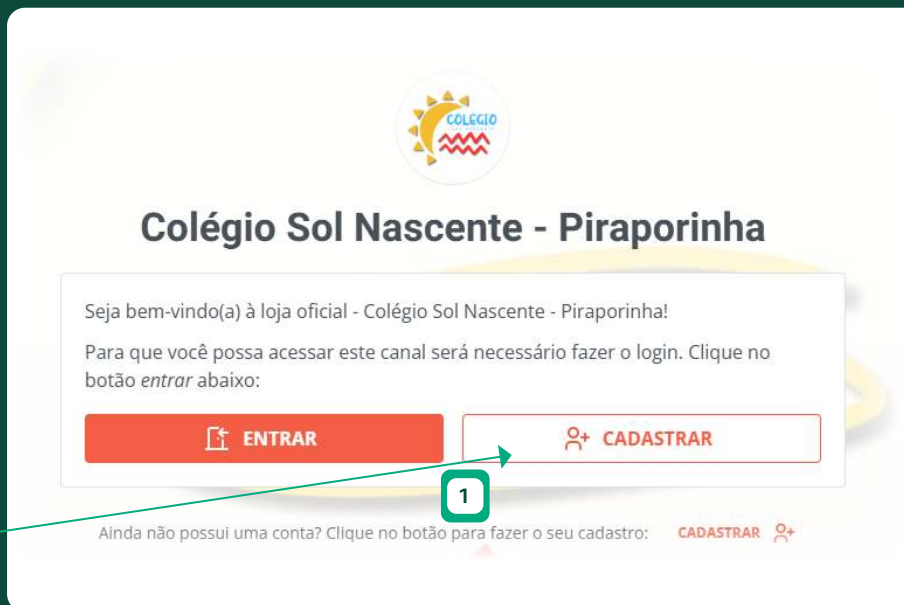 COLÉGIO
Colégio Sol Nascente - Piraporinha
Seja bem-vindo(a) à loja oficial - Colégio Sol Nascente - Piraporinha!
Para que você possa acessar este canal será necessário fazer o login. Clique no
botão entrar abaixo:
ENTRAR
CADASTRAR
1
Ainda não possui uma conta? Clique no botão para fazer o seu cadastro: CADASTRAR